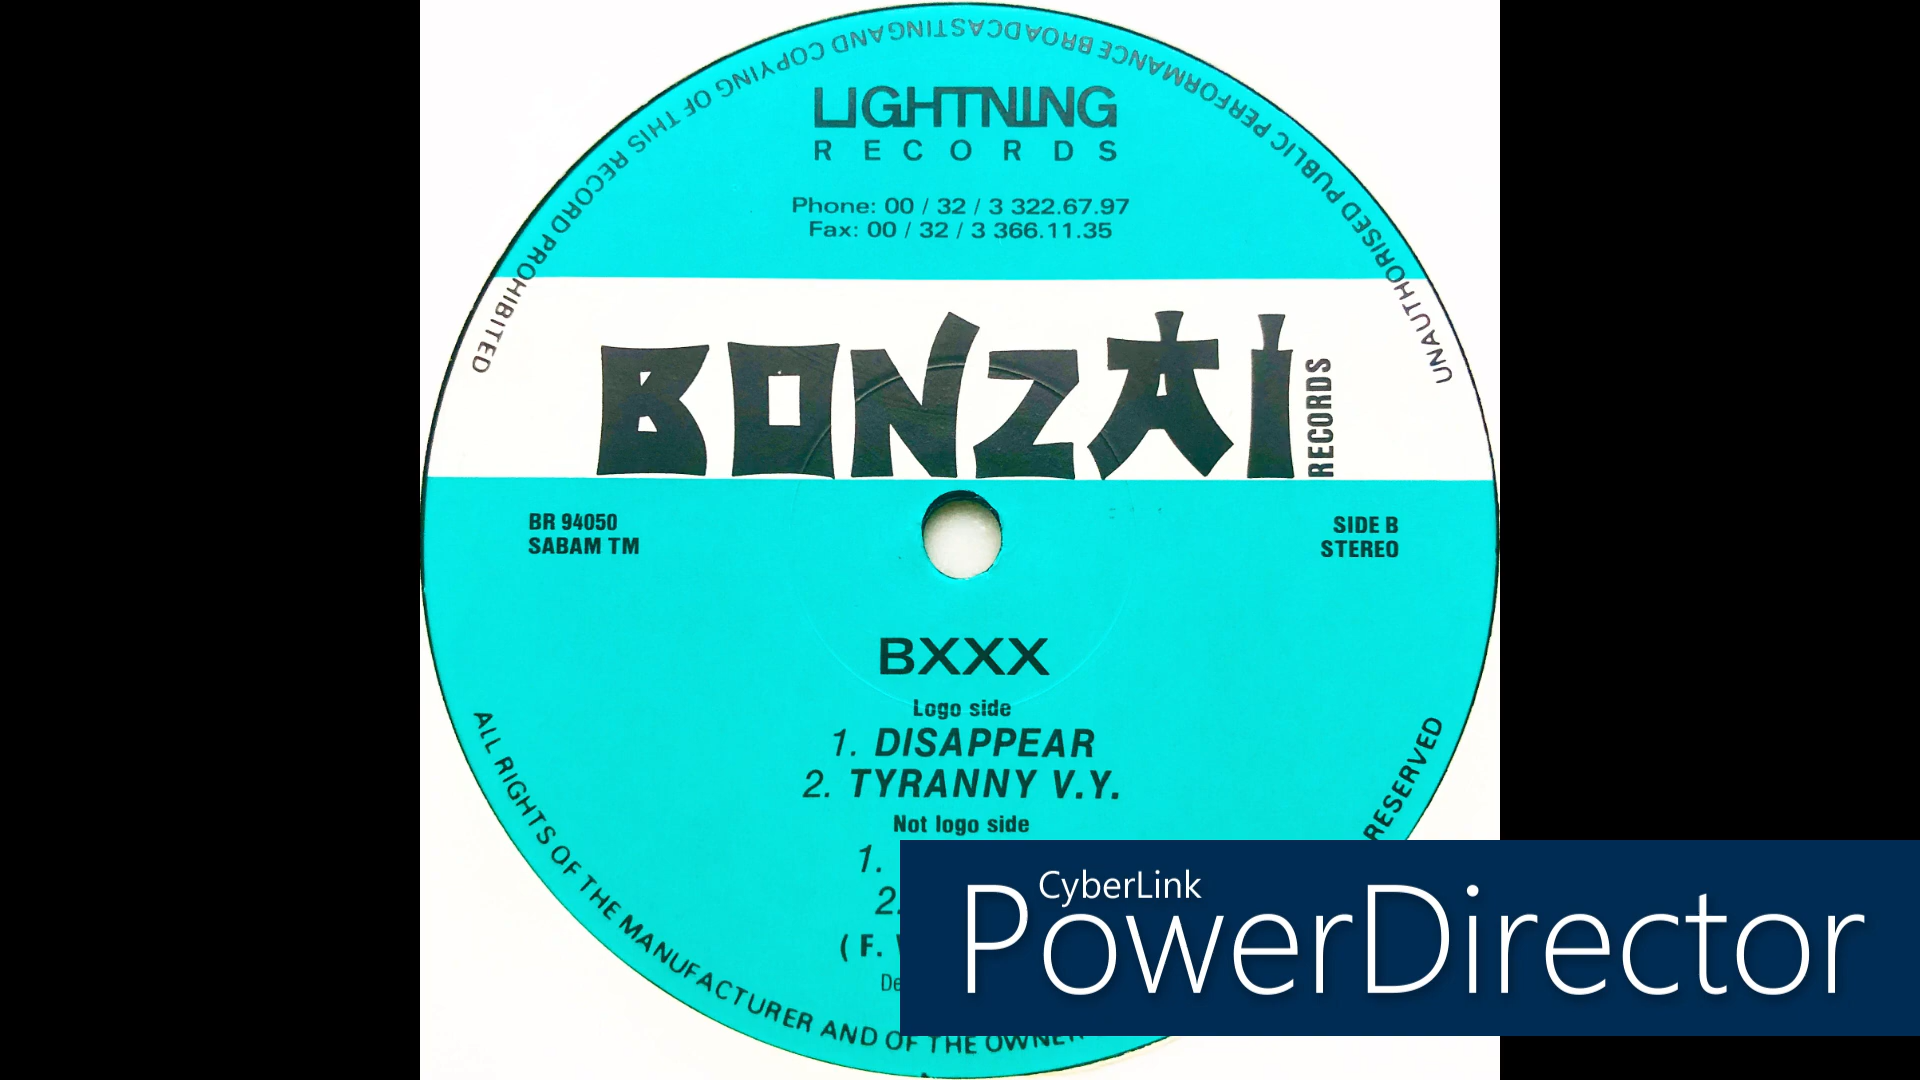 UNAUTHORISED PUBLIC PERFORMANCE BROADCASTING AND COPYING OF THIS RECORD PROHIBITED
LIGHTNING
RECORDS
Phone: 00 / 32 / 3 322.67.97
Fax: 00 / 32 / 3 366.11.35
BONZAI
RECORDS
BR 94050
SABAM TM
SIDE B
STEREO
BXXX
Logo side
1. DISAPPEAR
2. TYRANNY V.Y.
Not logo side
1.
2.
( F.
ALL RIGHTS OF THE MANUFACTURER AND OF THE OWNER
RESERVED
CyberLink
PowerDirector